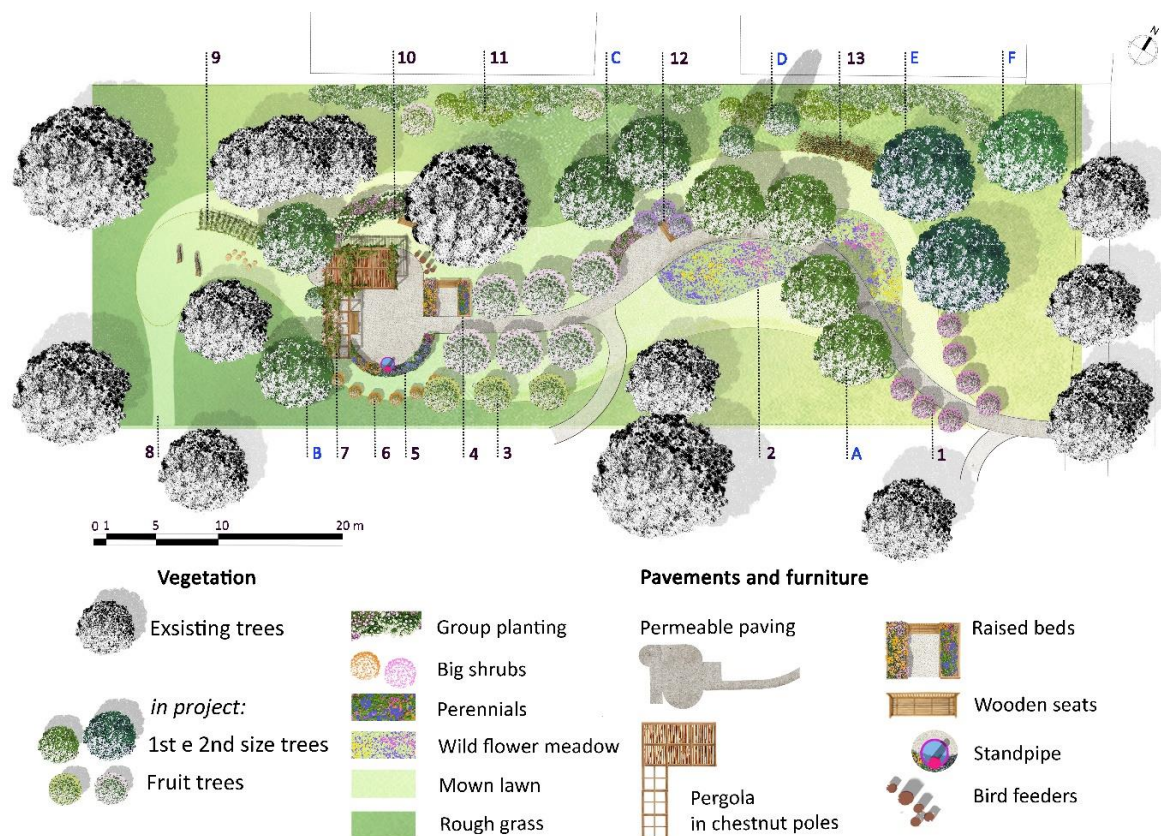 N
9 10 11 C 12 D 13 E F
8 B 7 6 5 4 3 2 A 1
0 1 5 10 20 m
Vegetation
Exsisting trees
in project:
1st e 2nd size trees
Fruit trees
Group planting
Big shrubs
Perennials
Wild flower meadow
Mown lawn
Rough grass
Pavements and furniture
Permeable paving
Pergola
in chestnut poles
Raised beds
Wooden seats
Standpipe
Bird feeders